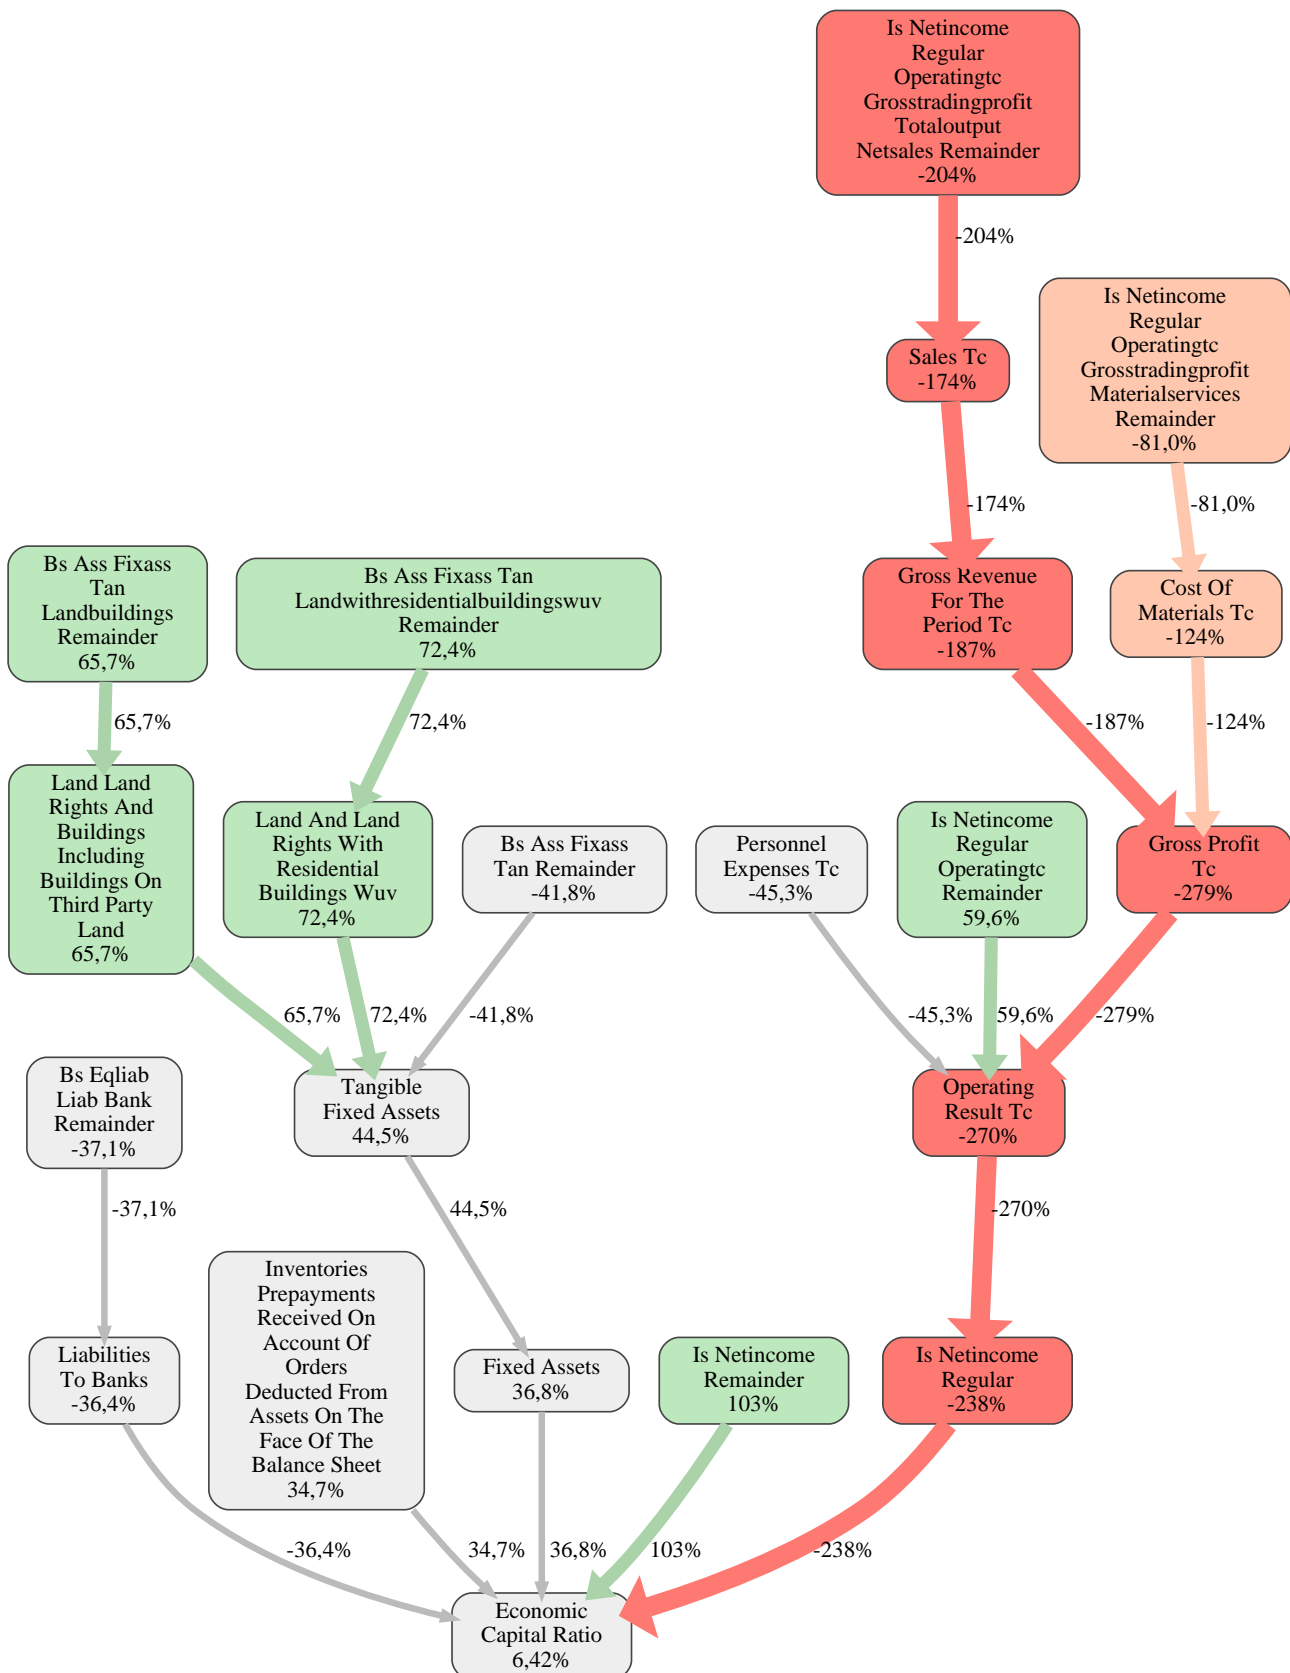 Is Netincome
Regular
Operatingtc
Grosstradingprofit
Totaloutput
Netsales Remainder
-204%
-204%
Is Netincome
Regular
Operatingtc
Grosstradingprofit
Materialservices
Remainder
-81,0%
Sales Tc
-174%
-174%
-81,0%
Bs Ass Fixass
Tan
Landbuildings
Remainder
65,7%
Bs Ass Fixass Tan
Landwithresidentialbuildingswuv
Remainder
72,4%
Gross Revenue
For The
Period Tc
-187%
Cost Of
Materials Tc
-124%
65,7%
72,4%
-187%
-124%
Land Land
Rights And
Buildings
Including
Buildings On
Third Party
Land
65,7%
Land And Land
Rights With
Residential
Buildings Wuv
72,4%
Bs Ass Fixass
Tan Remainder
-41,8%
Personnel
Expenses Tc
-45,3%
Is Netincome
Regular
Operatingtc
Remainder
59,6%
Gross Profit
Tc
-279%
65,7%
72,4%
-41,8%
-45,3%
59,6%
-279%
Bs Eqliab
Liab Bank
Remainder
-37,1%
Tangible
Fixed Assets
44,5%
Operating
Result Tc
-270%
-37,1%
44,5%
-270%
Inventories
Prepayments
Received On
Account Of
Orders
Deducted From
Assets On The
Face Of The
Balance Sheet
34,7%
Liabilities
To Banks
-36,4%
Fixed Assets
36,8%
Is Netincome
Remainder
103%
Is Netincome
Regular
-238%
-36,4%
34,7%
36,8%
103%
-238%
Economic
Capital Ratio
6,42%